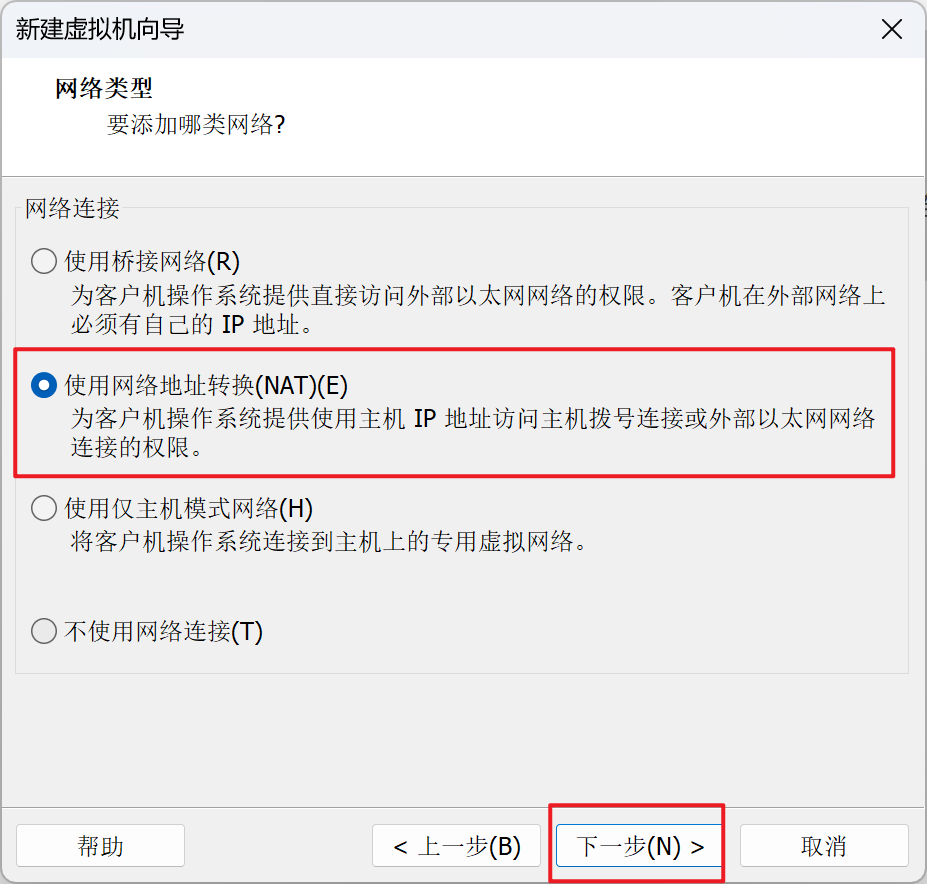 新建虚拟机向导
网络类型
要添加哪类网络?
网络连接
使用桥接网络(R)
为客户机操作系统提供直接访问外部以太网网络的权限。客户机在外部网络上
必须有自己的 IP 地址。
使用网络地址转换(NAT)(E)
为客户机操作系统提供使用主机 IP 地址访问主机拨号连接或外部以太网网络
连接的权限。
使用仅主机模式网络(H)
将客户机操作系统连接到主机上的专用虚拟网络。
不使用网络连接(T)
帮助
< 上一步(B)
下一步(N) >
取消